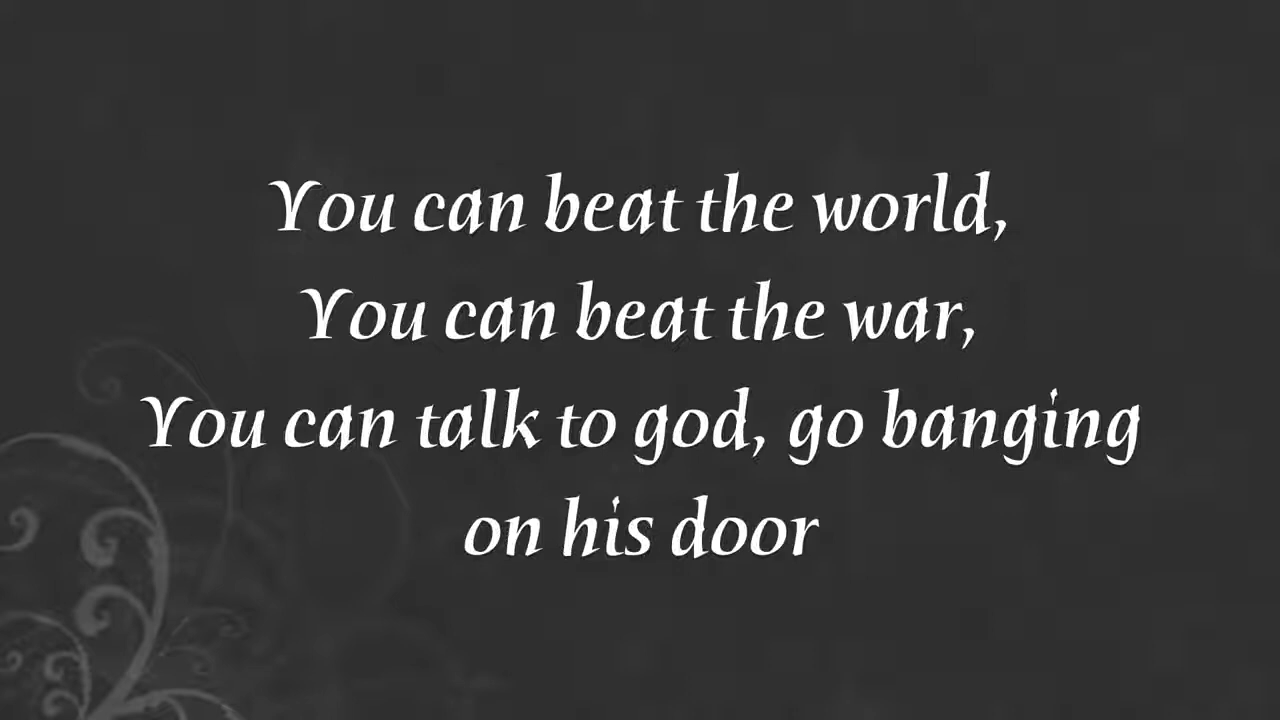 You can beat the world,
You can beat the war,
You can talk to god, go banging
on his door